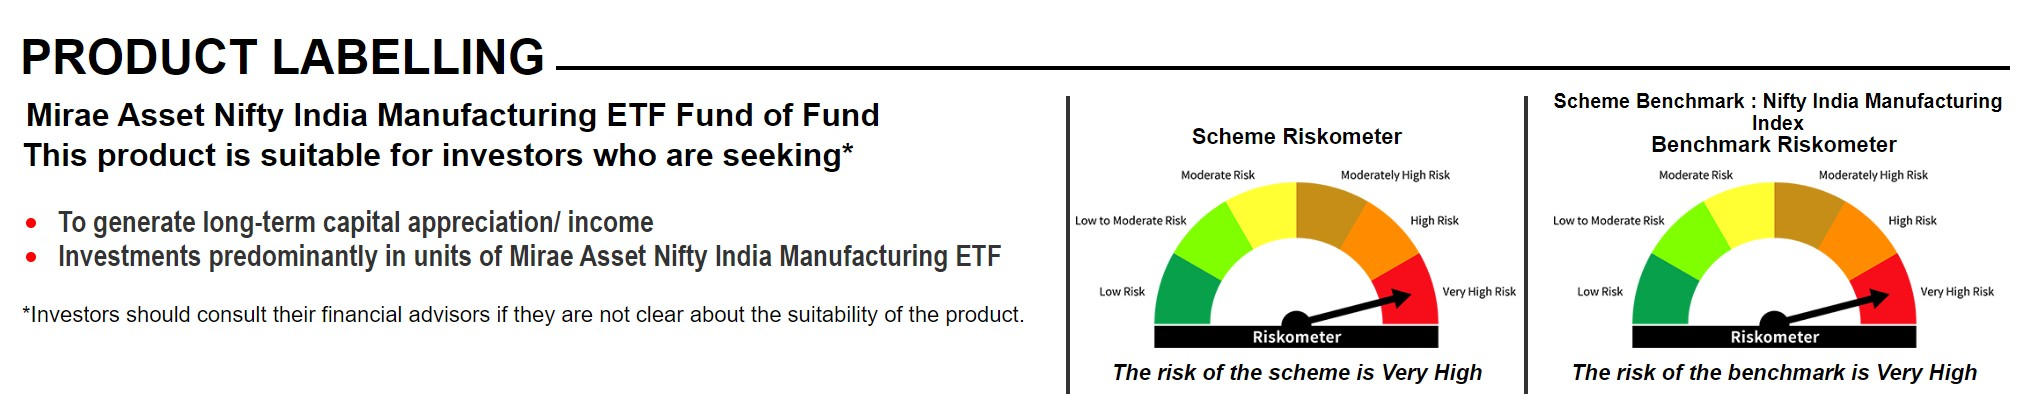 PRODUCT LABELLING
Mirae Asset Nifty India Manufacturing ETF Fund of Fund
This product is suitable for investors who are seeking*
• To generate long-term capital appreciation/ income
• Investments predominantly in units of Mirae Asset Nifty India Manufacturing ETF
*Investors should consult their financial advisors if they are not clear about the suitability of the product.
Scheme Riskometer
Moderate Risk
Moderately High Risk
Low to Moderate Risk
High Risk
Low Risk
Very High Risk
Riskometer
The risk of the scheme is Very High
Scheme Benchmark : Nifty India Manufacturing
Index
Benchmark Riskometer
Moderate Risk
Moderately High Risk
Low to Moderate Risk
High Risk
Low Risk
Very High Risk
Riskometer
The risk of the benchmark is Very High